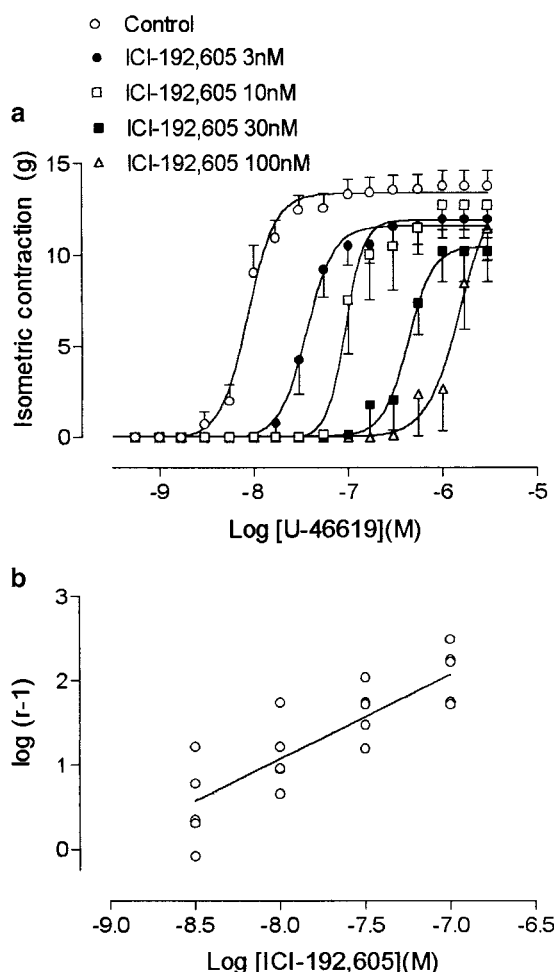 Control
ICI-192,605 3nM
ICI-192,605 10nM
ICI-192,605 30nM
ICI-192,605 100nM
a
Isometric contraction (g)
15
10
5
0
-9
-8
-7
-6
-5
Log [U-46619](M)
b
log (r-1)
3
2
1
0
-9.0
-8.5
-8.0
-7.5
-7.0
-6.5
Log [ICI-192,605](M)